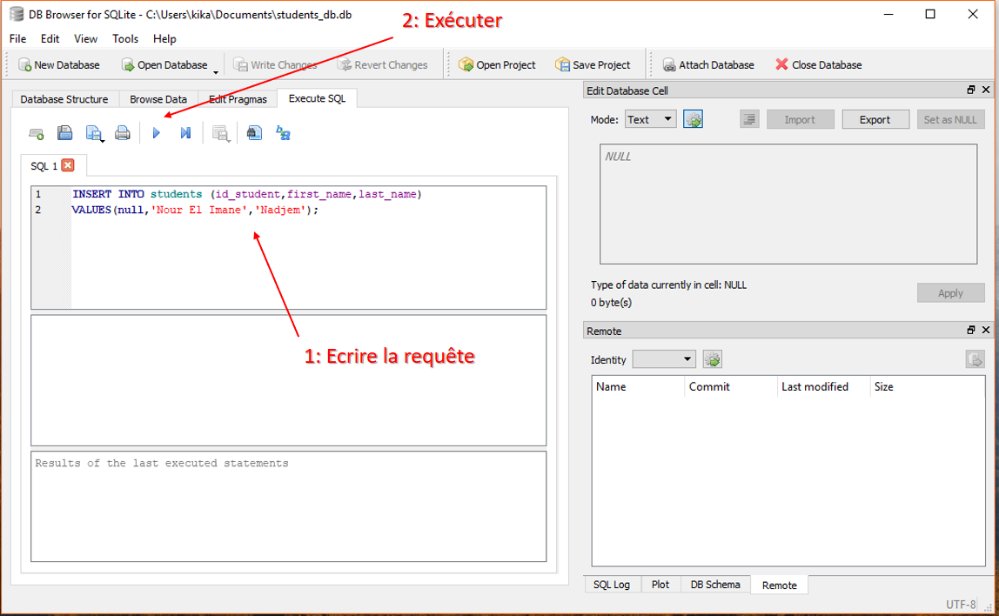 DB Browser for SQLite - C:\Users\kika\Documents\students_db.db
2: Exécuter
File Edit View Tools Help
New Database Open Database Write Changes Revert Changes Open Project Save Project Attach Database Close Database
Database Structure Browse Data Edit Pragmas Execute SQL
Edit Database Cell
Mode: Text Import Export Set as NULL
NULL
SQL 1
1 INSERT INTO students (id_student,first_name,last_name)
2 VALUES(null,'Nour El Imane','Nadjem');
Type of data currently in cell: NULL
0 byte(s)
Apply
1: Ecrire la requête
Remote
Identity
Name Commit Last modified Size
Results of the last executed statements
SQL Log Plot DB Schema Remote
UTF-8